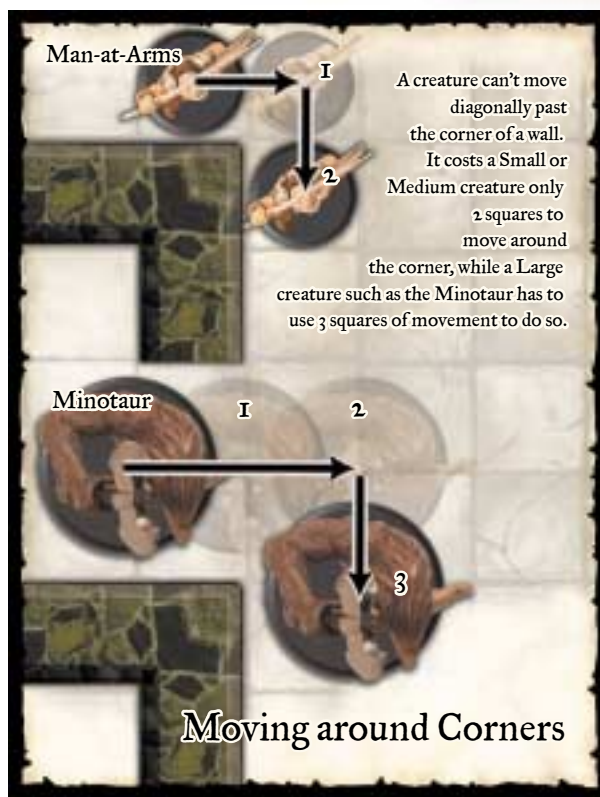 Man-at-Arms
1
2
A creature can't move
diagonally past
the corner of a wall.
It costs a Small or
Medium creature only
2 squares to
move around
the corner, while a Large
creature such as the Minotaur has to
use 3 squares of movement to do so.
Minotaur
1
2
3
Moving around Corners